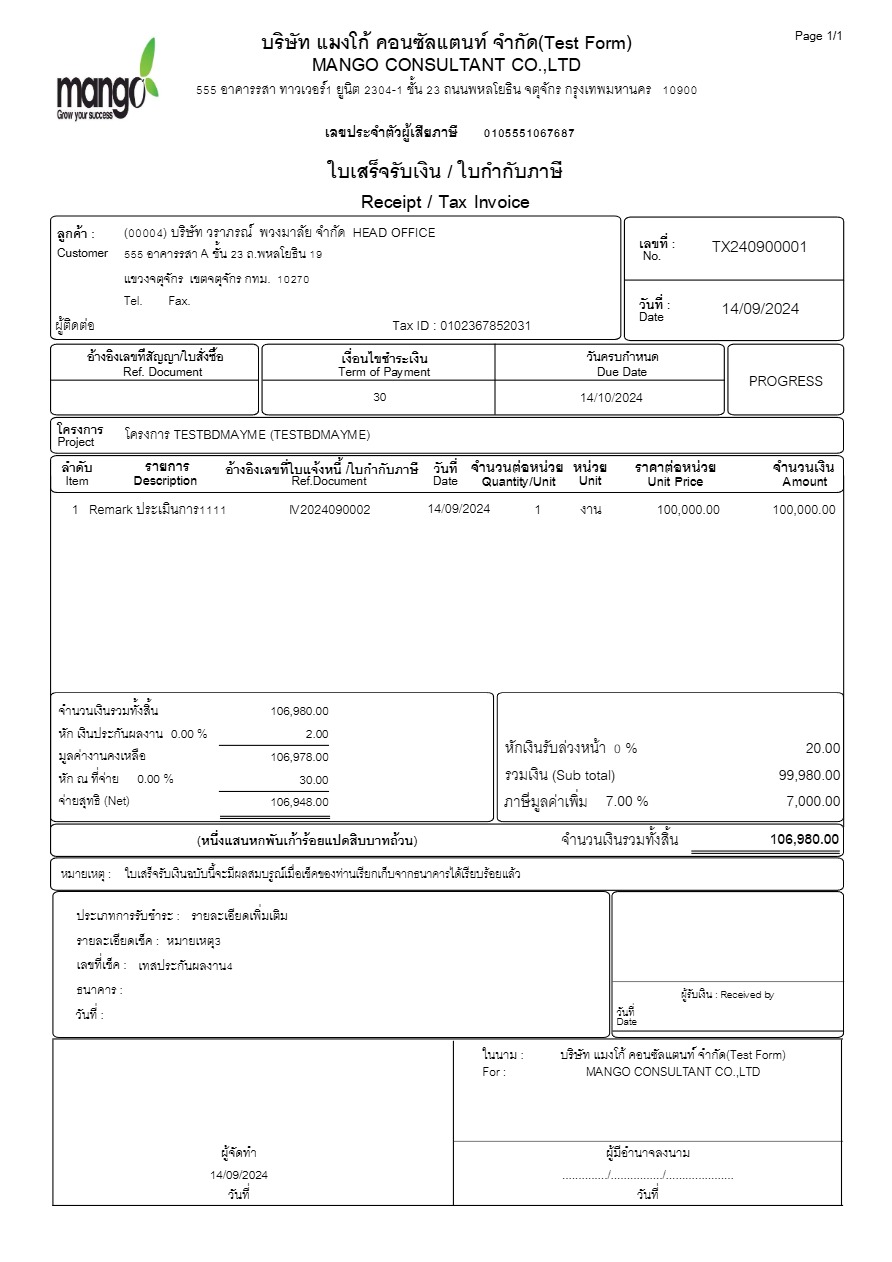 Page 1/1
mango
Grow your success
บริษัท แมงโก้ คอนซัลแตนท์ จำกัด(Test Form)
MANGO CONSULTANT CO.,LTD
555 อาคารรสา ทาวเวอร์1 ยูนิต 2304-1 ชั้น 23 ถนนพหลโยธิน จตุจักร กรุงเทพมหานคร 10900
เลขประจำตัวผู้เสียภาษี 0105551067687
ใบเสร็จรับเงิน / ใบกำกับภาษี
Receipt / Tax Invoice
ลูกค้า : (00004) บริษัท วราภรณ์ พวงมาลัย จำกัด HEAD OFFICE
Customer 555 อาคารรสา A ชั้น 23 ถ.พหลโยธิน 19
แขวงจตุจักร เขตจตุจักร กทม. 10270
Tel. Fax.
ผู้ติดต่อ Tax ID : 0102367852031
เลขที่ : TX240900001
No.
วันที่ : 14/09/2024
Date
อ้างอิงเลขที่สัญญา/ใบสั่งซื้อ เงื่อนไขชำระเงิน วันครบกำหนด
Ref. Document Term of Payment Due Date
PROGRESS
30 14/10/2024
โครงการ โครงการ TESTBDMAYME (TESTBDMAYME)
Project
ลำดับ รายการ อ้างอิงเลขที่ใบแจ้งหนี้ /ใบกำกับภาษี วันที่ จำนวนต่อหน่วย หน่วย ราคาต่อหน่วย จำนวนเงิน
Item Description Ref.Document Date Quantity/Unit Unit Unit Price Amount
1 Remark ประเมินการ1111 IV2024090002 14/09/2024 1 งาน 100,000.00 100,000.00
จำนวนเงินรวมทั้งสิ้น 106,980.00
หัก เงินประกันผลงาน 0.00 % 2.00
มูลค่างานคงเหลือ 106,978.00
หัก ณ ที่จ่าย 0.00 % 30.00
จ่ายสุทธิ (Net) 106,948.00
หักเงินรับล่วงหน้า 0 % 20.00
รวมเงิน (Sub total) 99,980.00
ภาษีมูลค่าเพิ่ม 7.00 % 7,000.00
(หนึ่งแสนหกพันเก้าร้อยแปดสิบบาทถ้วน) จำนวนเงินรวมทั้งสิ้น 106,980.00
หมายเหตุ : ใบเสร็จรับเงินฉบับนี้จะมีผลสมบรูณ์เมื่อเช็คของท่านเรียกเก็บจากธนาคารได้เรียบร้อยแล้ว
ประเภทการรับชำระ : รายละเอียดเพิ่มเติม
รายละเอียดเช็ค : หมายเหตุ3
เลขที่เช็ค : เทสประกันผลงาน4
ธนาคาร :
วันที่ :
ผู้รับเงิน : Received by
วันที่
Date
ในนาม : บริษัท แมงโก้ คอนซัลแตนท์ จำกัด(Test Form)
For : MANGO CONSULTANT CO.,LTD
ผู้จัดทำ ผู้มีอำนาจลงนาม
14/09/2024 ............../................/.....................
วันที่ วันที่